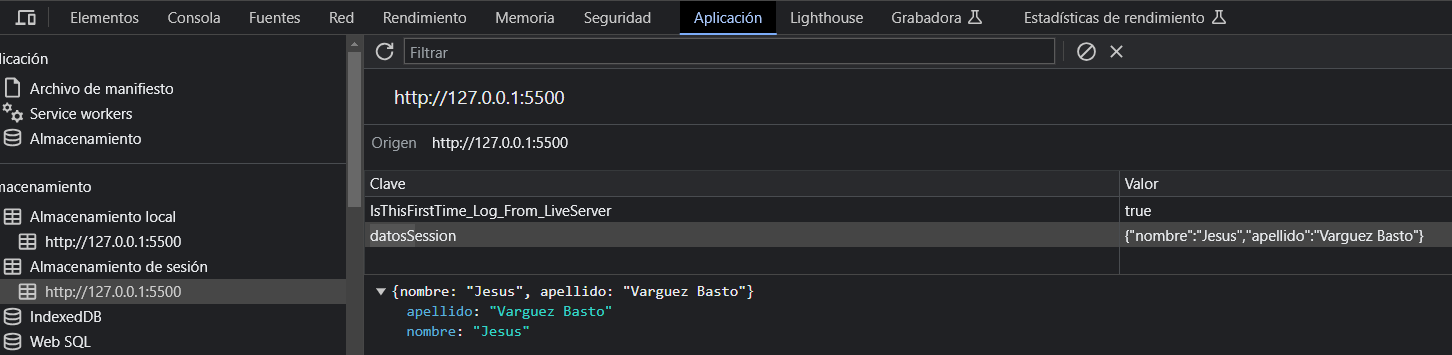 Elementos Consola Fuentes Red Rendimiento Memoria Seguridad Aplicación Lighthouse Grabadora Estadísticas de rendimiento
licación
Archivo de manifiesto
Service workers
Almacenamiento
macenamiento
Almacenamiento local
http://127.0.0.1:5500
Almacenamiento de sesión
http://127.0.0.1:5500
IndexedDB
Web SQL
Filtrar
http://127.0.0.1:5500
Origen http://127.0.0.1:5500
Clave Valor
IsThisFirstTime_Log_From_LiveServer true
datosSession {"nombre":"Jesus","apellido":"Varguez Basto"}
{nombre: "Jesus", apellido: "Varguez Basto"}
apellido: "Varguez Basto"
nombre: "Jesus"